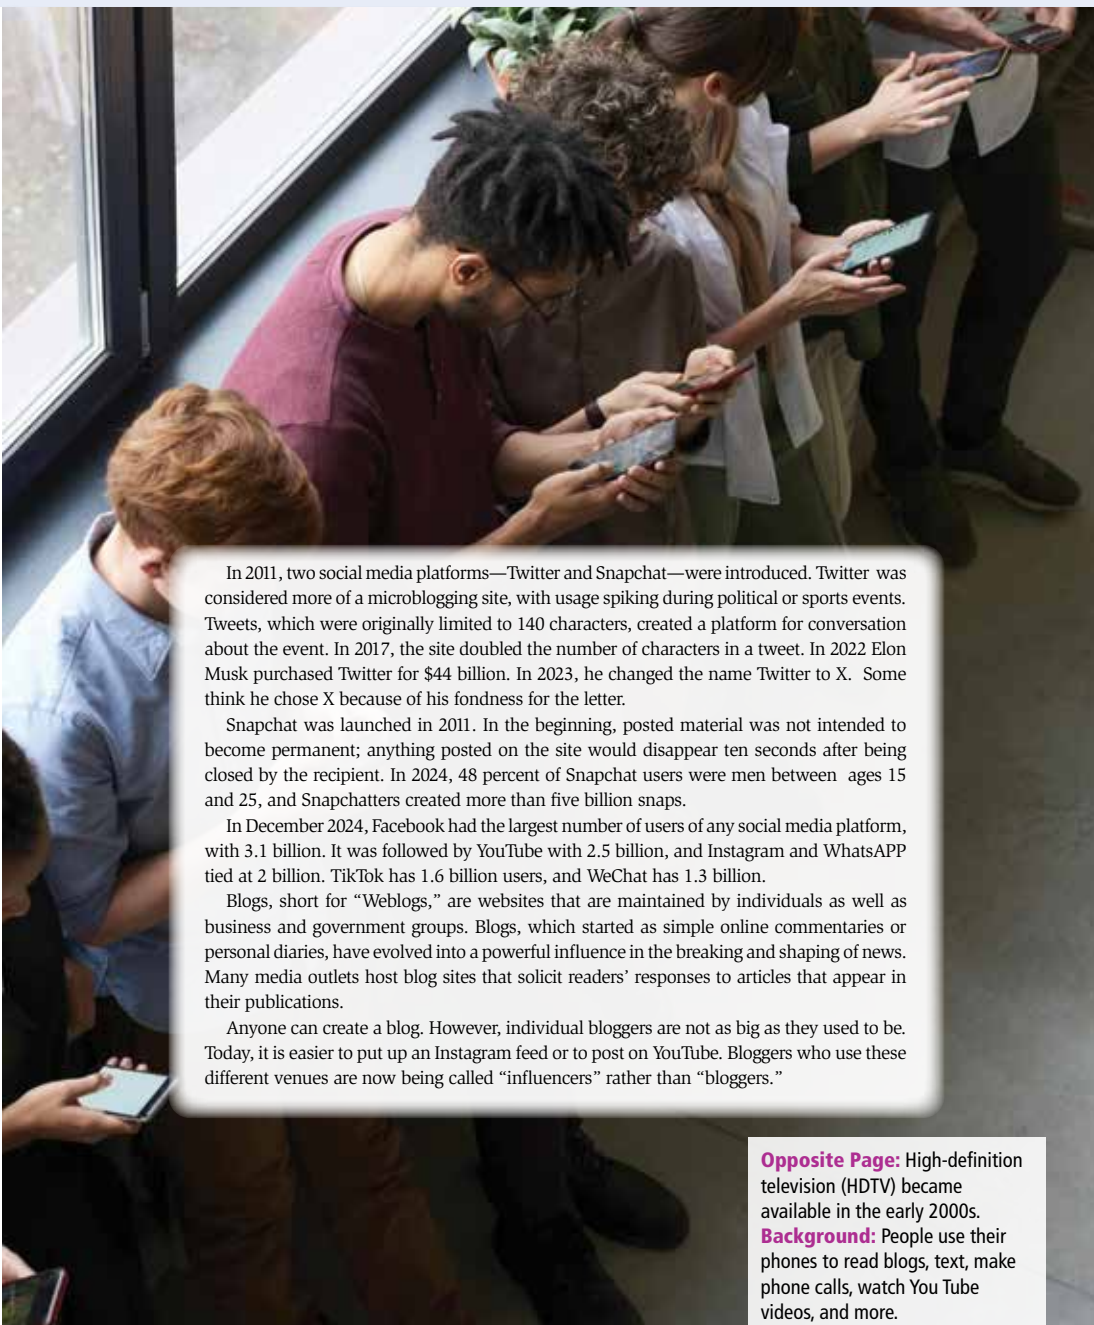 In 2011, two social media platforms—Twitter and Snapchat—were introduced. Twitter was
considered more of a microblogging site, with usage spiking during political or sports events.
Tweets, which were originally limited to 140 characters, created a platform for conversation
about the event. In 2017, the site doubled the number of characters in a tweet. In 2022 Elon
Musk purchased Twitter for $44 billion. In 2023, he changed the name Twitter to X. Some
think he chose X because of his fondness for the letter.
Snapchat was launched in 2011. In the beginning, posted material was not intended to
become permanent; anything posted on the site would disappear ten seconds after being
closed by the recipient. In 2024, 48 percent of Snapchat users were men between ages 15
and 25, and Snapchatters created more than five billion snaps.
In December 2024, Facebook had the largest number of users of any social media platform,
with 3.1 billion. It was followed by YouTube with 2.5 billion, and Instagram and WhatsAPP
tied at 2 billion. TikTok has 1.6 billion users, and WeChat has 1.3 billion.
Blogs, short for “Weblogs,” are websites that are maintained by individuals as well as
business and government groups. Blogs, which started as simple online commentaries or
personal diaries, have evolved into a powerful influence in the breaking and shaping of news.
Many media outlets host blog sites that solicit readers’ responses to articles that appear in
their publications.
Anyone can create a blog. However, individual bloggers are not as big as they used to be.
Today, it is easier to put up an Instagram feed or to post on YouTube. Bloggers who use these
different venues are now being called “influencers” rather than “bloggers.”
Opposite Page: High-definition
television (HDTV) became
available in the early 2000s.
Background: People use their
phones to read blogs, text, make
phone calls, watch You Tube
videos, and more.